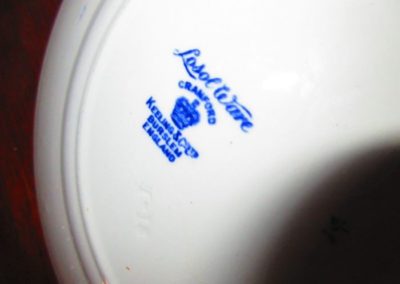 Losol Ware
CRANFORD
KEELING & Co LTD
BURSLEM
ENGLAND